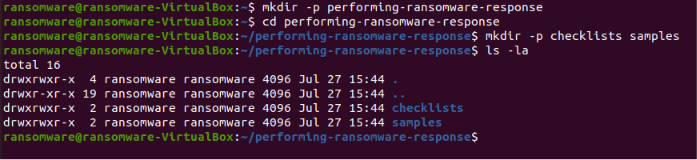 ransomware@ransomware-VirtualBox:~$ mkdir -p performing-ransomware-response
ransomware@ransomware-VirtualBox:~$ cd performing-ransomware-response
ransomware@ransomware-VirtualBox:~/performing-ransomware-response$ mkdir -p checklists samples
ransomware@ransomware-VirtualBox:~/performing-ransomware-response$ ls -la
total 16
drwxrwxr-x  4 ransomware ransomware 4096 Jul 27 15:44 .
drwxr-xr-x 19 ransomware ransomware 4096 Jul 27 15:44 ..
drwxrwxr-x  2 ransomware ransomware 4096 Jul 27 15:44 checklists
drwxrwxr-x  2 ransomware ransomware 4096 Jul 27 15:44 samples
ransomware@ransomware-VirtualBox:~/performing-ransomware-response$